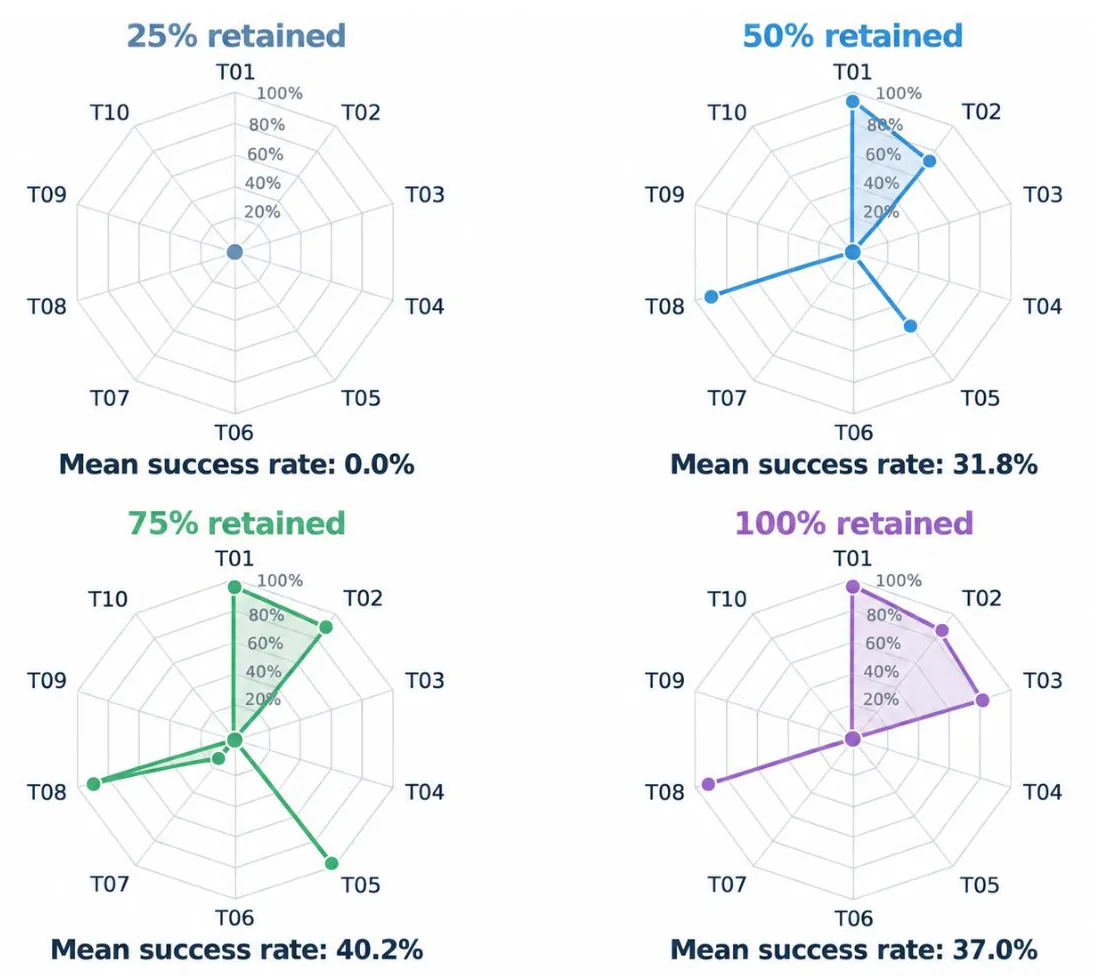 25% retained
T01
100%
T10
T02
80%
60%
T09
T03
40%
20%
T08
T04
T07
T05
T06
Mean success rate: 0.0%
50% retained
T01
100%
T10
T02
80%
60%
T09
T03
40%
20%
T08
T04
T07
T05
T06
Mean success rate: 31.8%
75% retained
T01
100%
T10
T02
80%
60%
T09
T03
40%
20%
T08
T04
T07
T05
T06
Mean success rate: 40.2%
100% retained
T01
100%
T10
T02
80%
60%
T09
T03
40%
20%
T08
T04
T07
T05
T06
Mean success rate: 37.0%